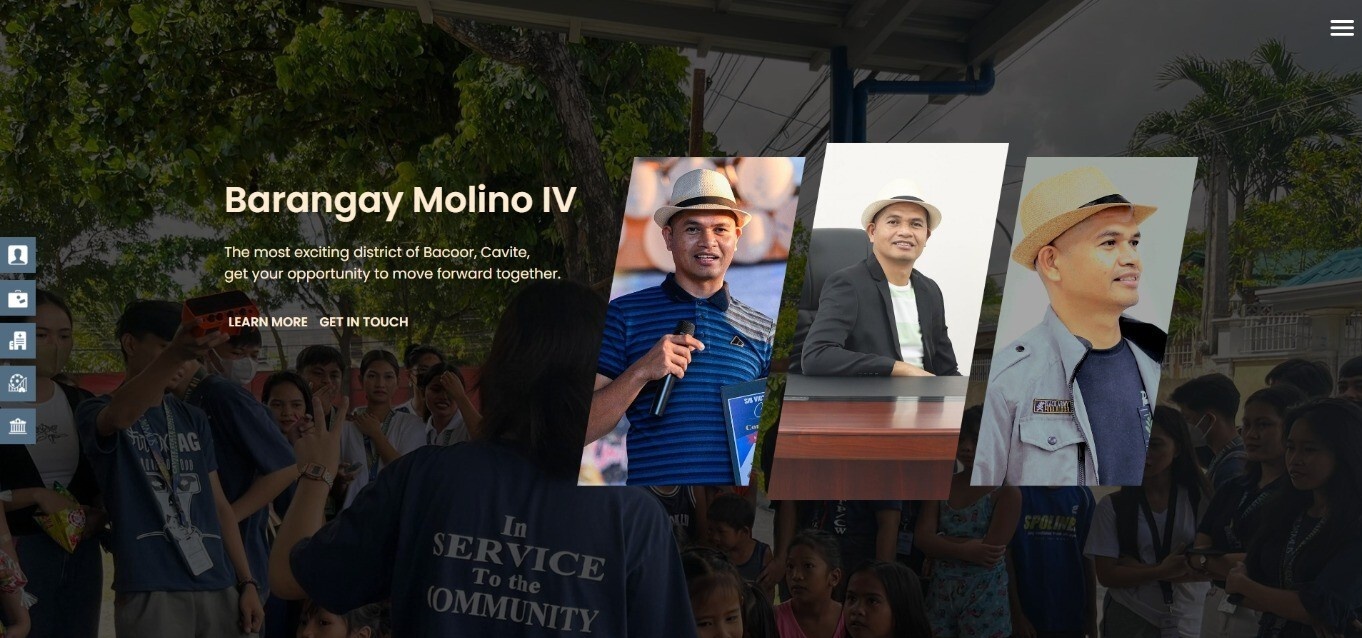 Barangay Molino IV
The most exciting district of Bacoor, Cavite,
get your opportunity to move forward together.
LEARN MORE GET IN TOUCH
In
SERVICE
To the
COMMUNITY